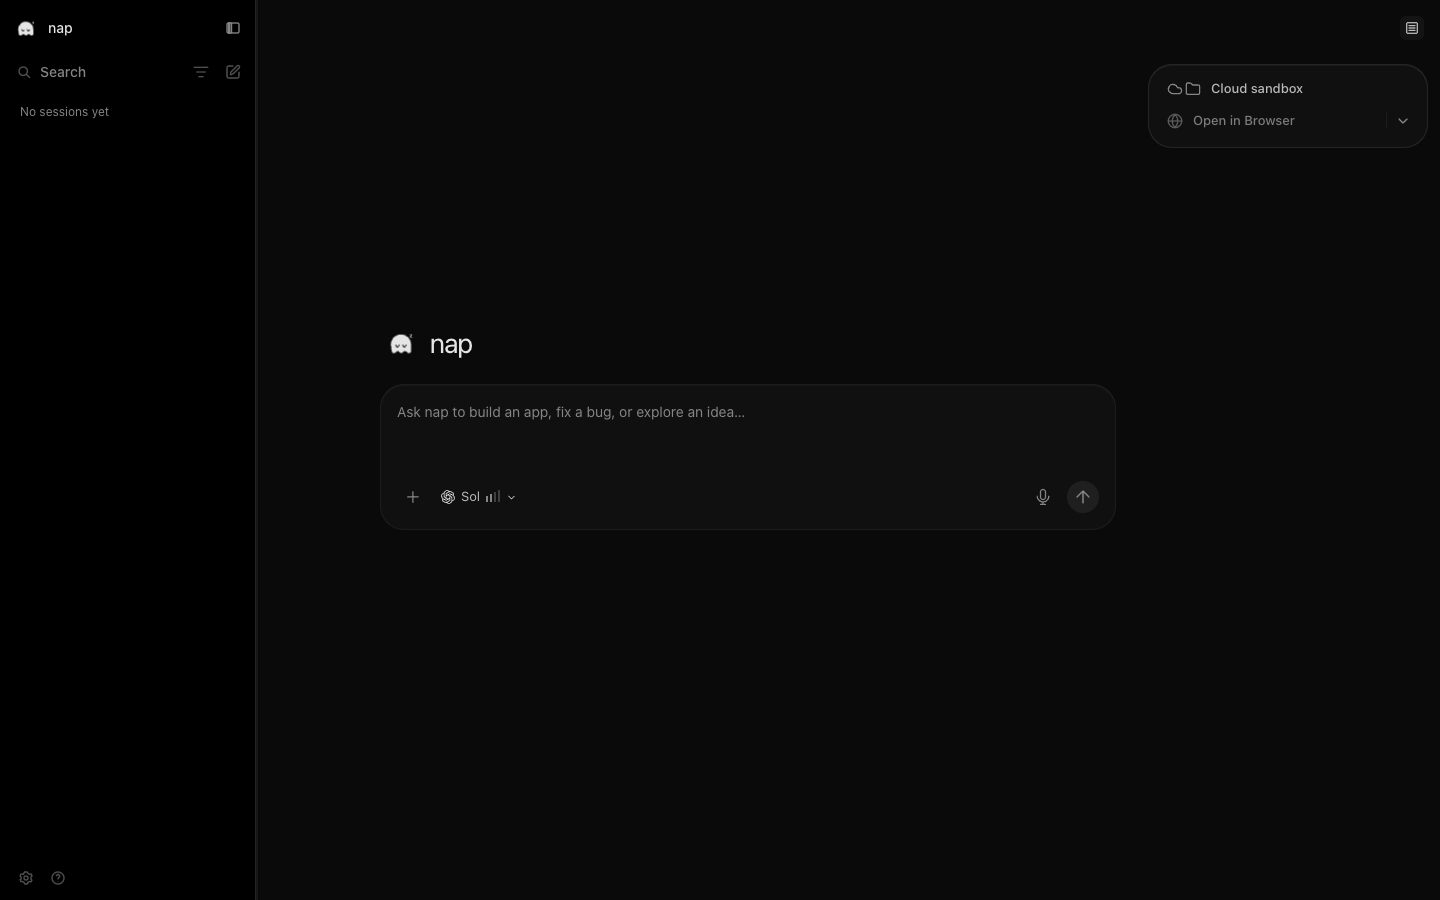 nap
Search
No sessions yet
Cloud sandbox
Open in Browser
nap
Ask nap to build an app, fix a bug, or explore an idea...
Sol